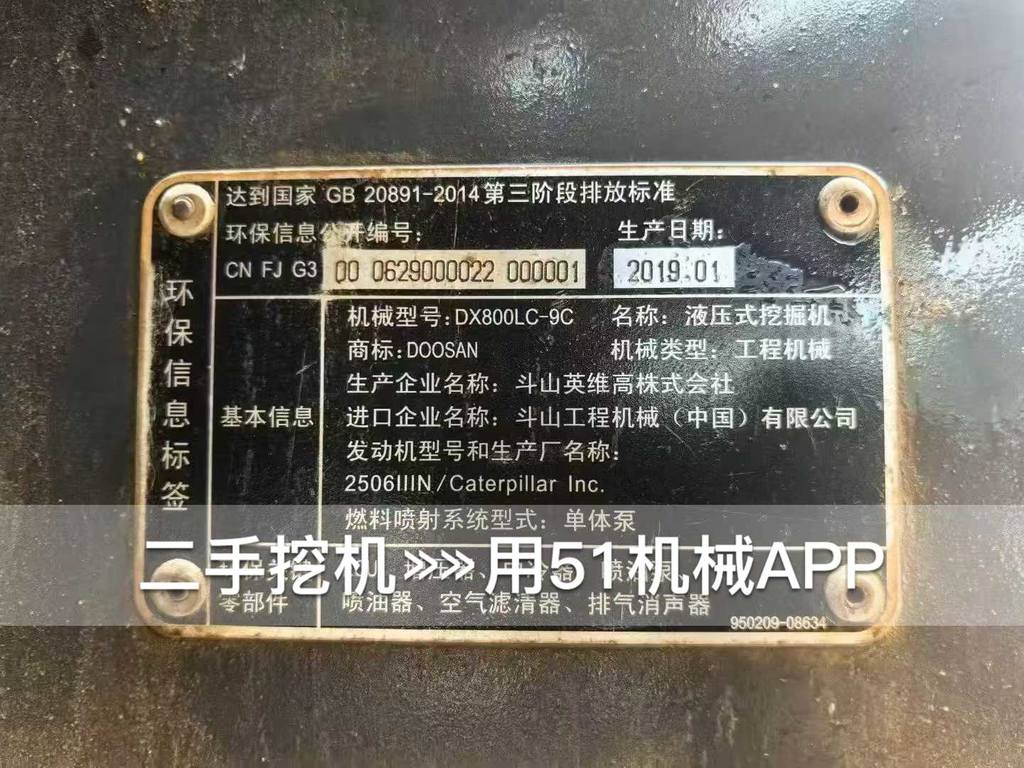 达到国家 GB 20891-2014第三阶段排放标准
环保信息公开编号: 生产日期:
CN FJ G3 00 0629000022 000001 2019.01
环保信息标签
基本信息
机械型号:DX800LC-9C 名称: 液压式挖掘机
商标:DOOSAN 机械类型: 工程机械
生产企业名称: 斗山英维高株式会社
进口企业名称: 斗山工程机械(中国)有限公司
发动机型号和生产厂名称:
2506IIIN/Caterpillar Inc.
燃料喷射系统型式: 单体泵
二手挖机»»用51机械APP
零部件 喷油器、空气滤清器、排气消声器
950209-08634